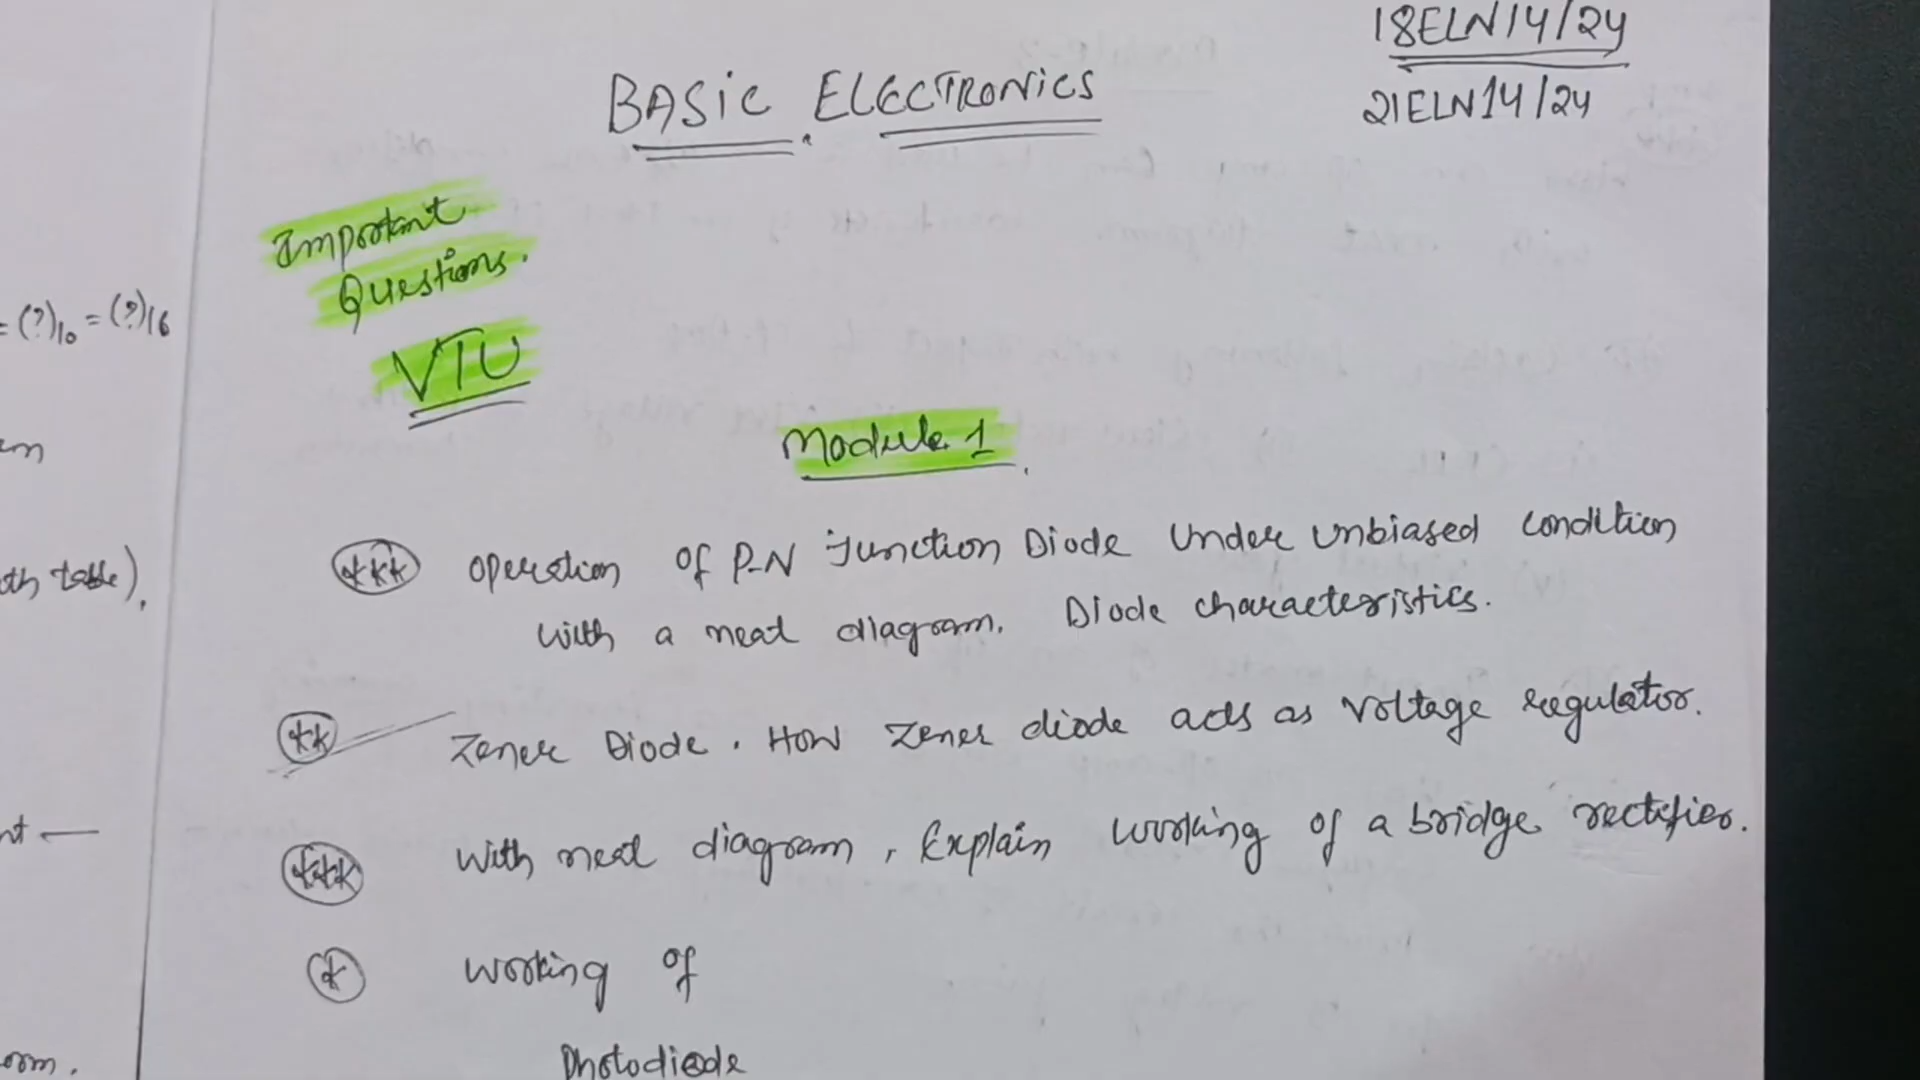 18ELN14/24
21ELN14/24
BASIC ELECTRONICS
Important
Questions.
VTU
Module 1
*** Operation of P-N Junction Diode Under Unbiased condition
with a neat diagram. Diode characteristics.
** Zener Diode. How Zener diode acts as voltage regulator.
*** With neat diagram, Explain working of a bridge rectifier.
* working of
Photodiode
= (?)10 = (?)16
table).